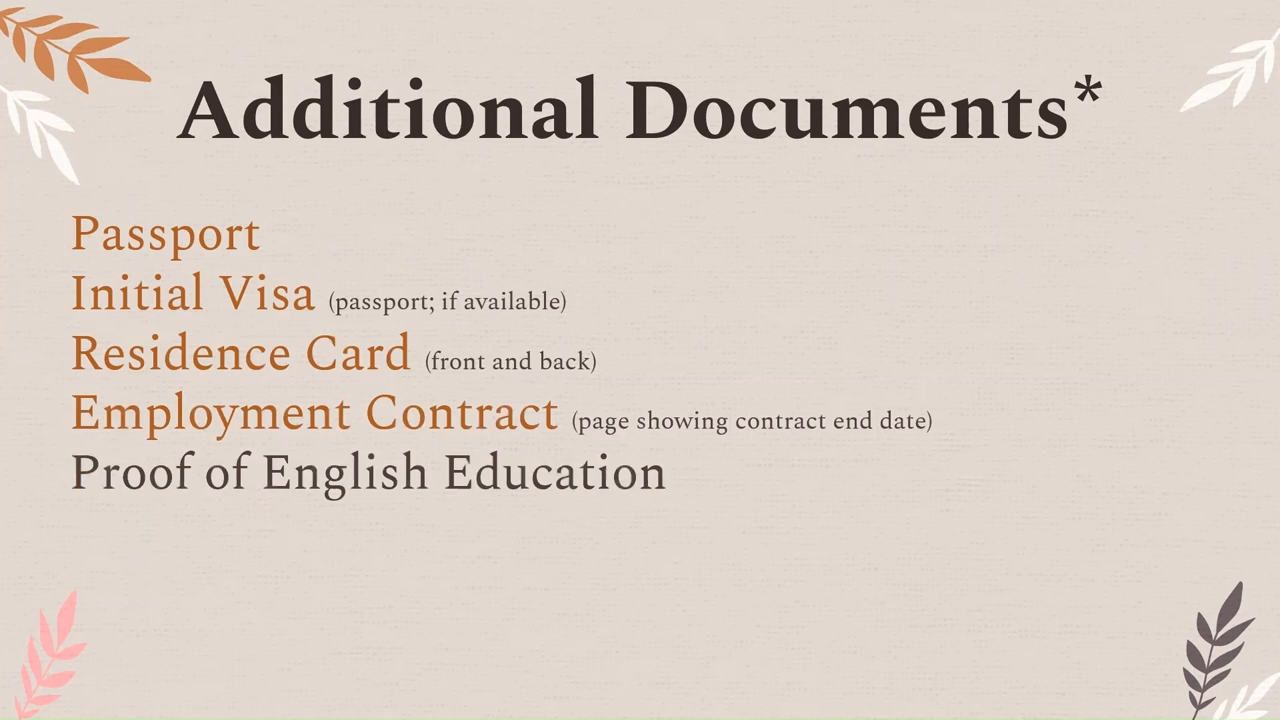 Additional Documents*
Passport
Initial Visa (passport; if available)
Residence Card (front and back)
Employment Contract (page showing contract end date)
Proof of English Education